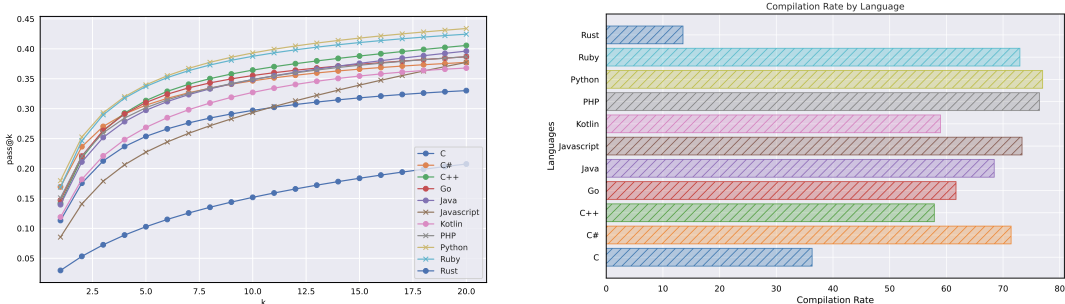 0.45
0.40
0.35
0.30
0.25
0.20
0.15
0.10
0.05
pass@k
2.5 5.0 7.5 10.0 12.5 15.0 17.5 20.0
k
C
C#
C++
Go
Java
Javascript
Kotlin
PHP
Python
Ruby
Rust
Compilation Rate by Language
Languages
Rust
Ruby
Python
PHP
Kotlin
Javascript
Java
Go
C++
C#
C
0 10 20 30 40 50 60 70 80
Compilation Rate